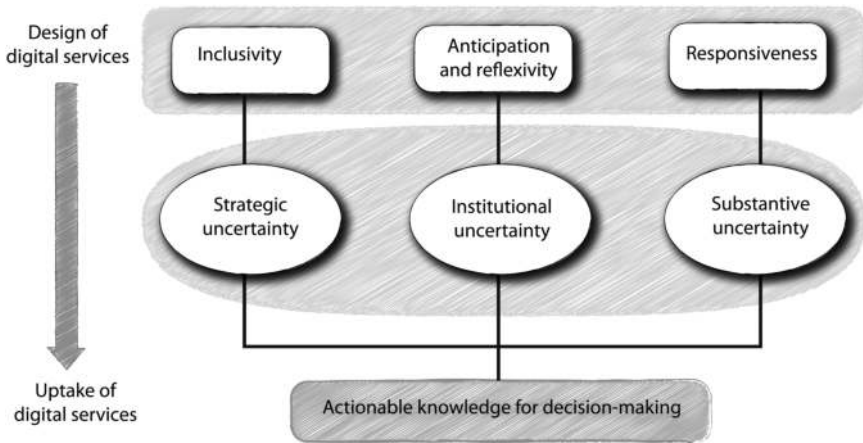 Design of
digital services
Inclusivity
Anticipation
and reflexivity
Responsiveness
Strategic
uncertainty
Institutional
uncertainty
Substantive
uncertainty
Uptake of
digital services
Actionable knowledge for decision-making